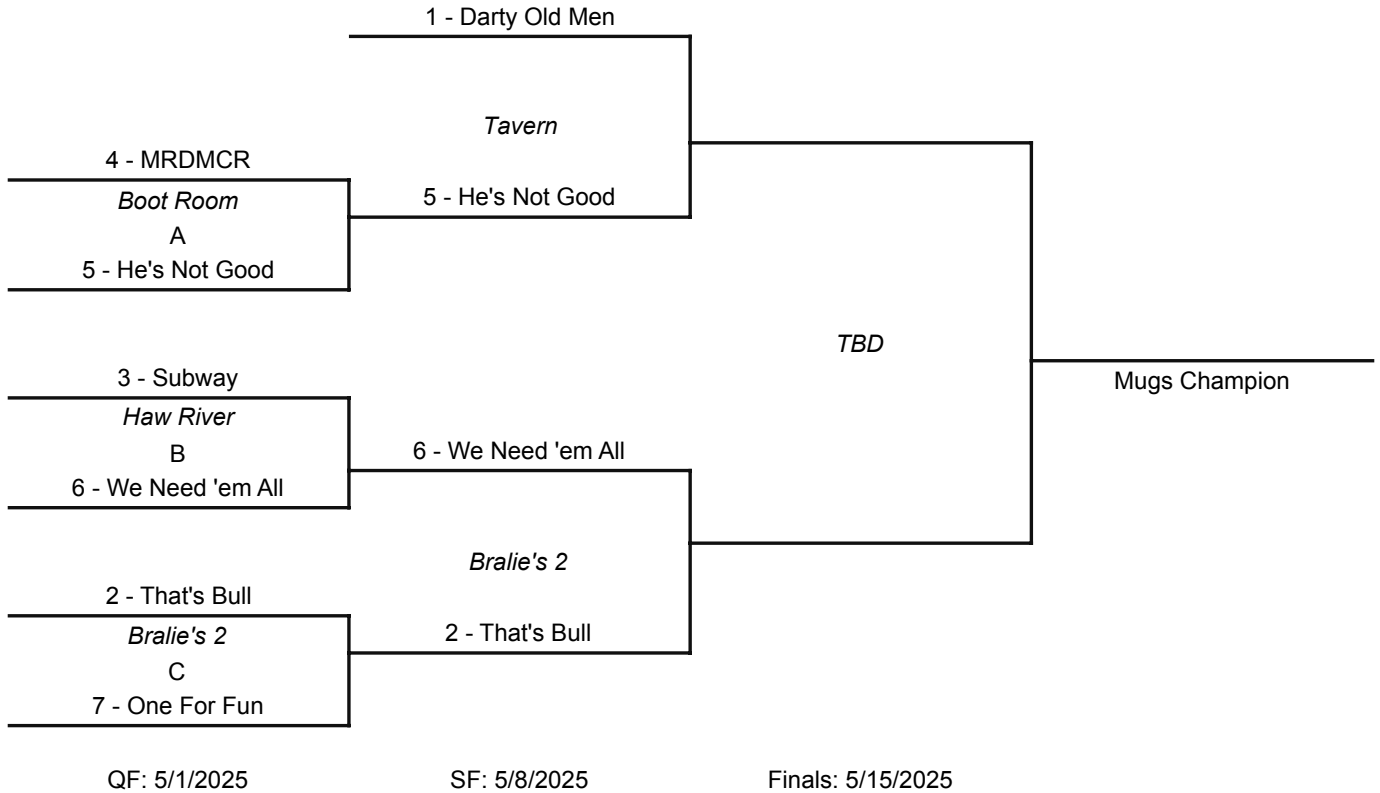 1 - Darty Old Men
Tavern
4 - MRDMCR
Boot Room
5 - He's Not Good
A
5 - He's Not Good
TBD
3 - Subway
Mugs Champion
Haw River
B
6 - We Need 'em All
6 - We Need 'em All
Bralie's 2
2 - That's Bull
Bralie's 2
2 - That's Bull
C
7 - One For Fun
QF: 5/1/2025
SF: 5/8/2025
Finals: 5/15/2025